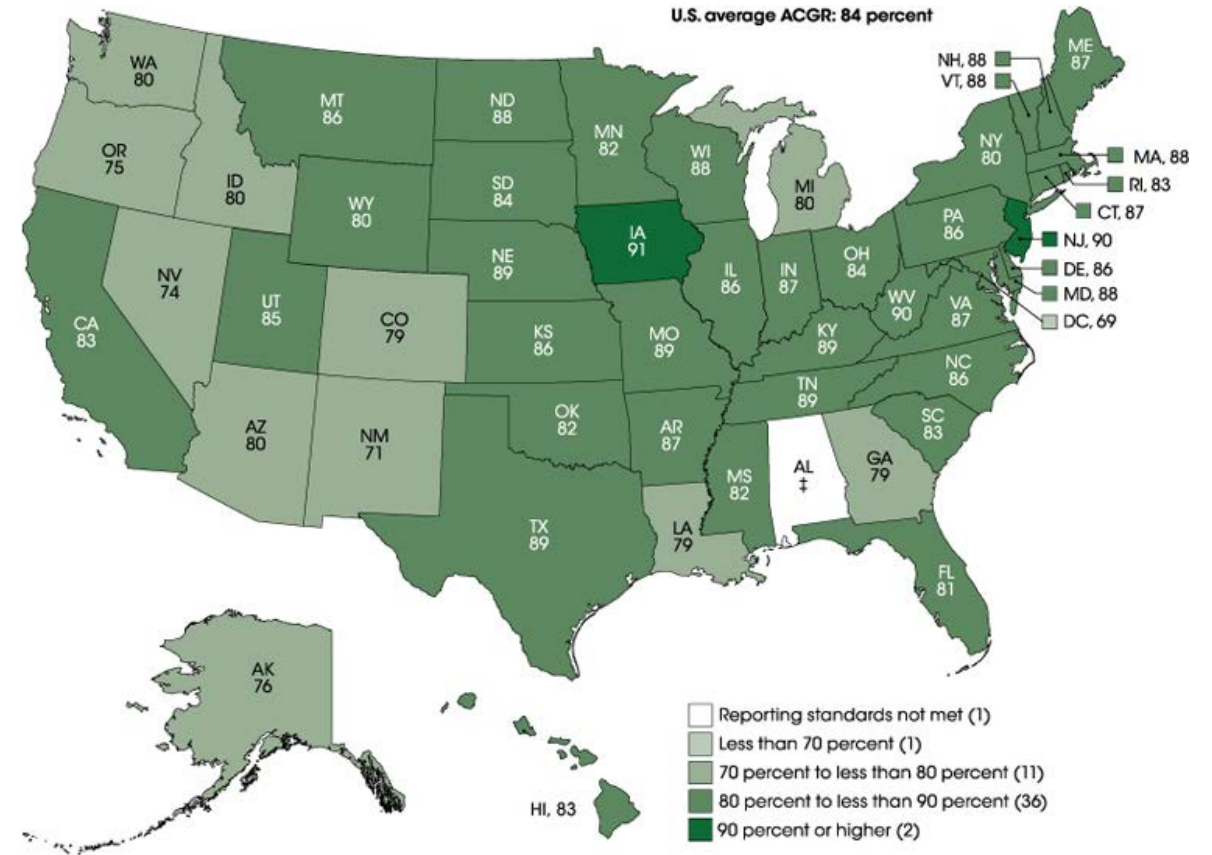 U.S. average ACGR: 84 percent
WA
80
OR
75
ID
80
MT
86
ND
88
MN
82
WI
88
MI
80
NY
80
ME
87
NH, 88
VT, 88
MA, 88
RI, 83
CT, 87
NJ, 90
DE, 86
MD, 88
DC, 69
WY
80
SD
84
IA
91
NE
89
PA
86
OH
84
IN
87
IL
86
WV
90
VA
87
CA
83
NV
74
UT
85
CO
79
KS
86
MO
89
KY
89
NC
86
TN
89
SC
83
AZ
80
NM
71
OK
82
AR
87
MS
82
AL
‡
GA
79
TX
89
LA
79
FL
81
AK
76
HI, 83
Reporting standards not met (1)
Less than 70 percent (1)
70 percent to less than 80 percent (11)
80 percent to less than 90 percent (36)
90 percent or higher (2)